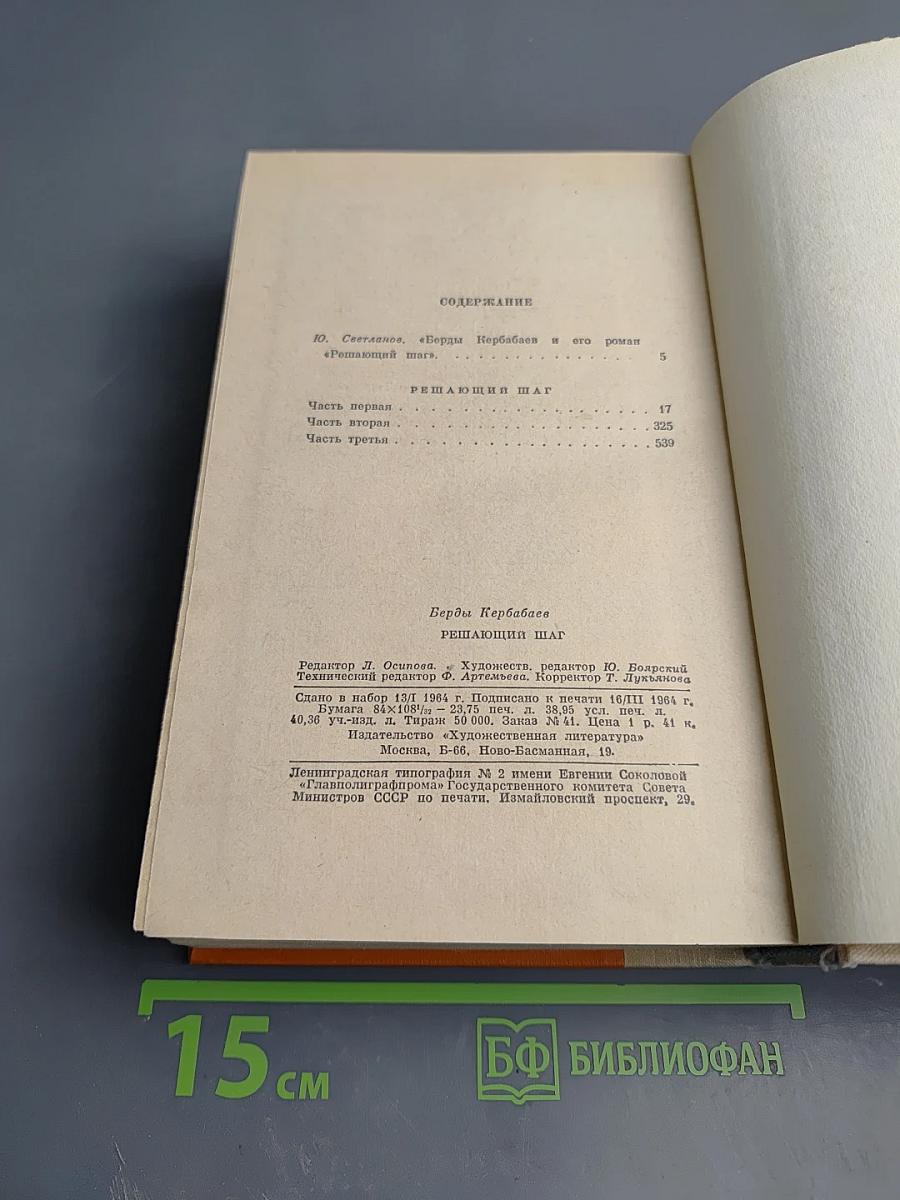 СОДЕРЖАНИЕ
Ю. Светланов. «Берды Кербабаев и его роман
«Решающий шаг». . . . . . . . . . . . . . . 5
РЕШАЮЩИЙ ШАГ
Часть первая . . . . . . . . . . . . . . . . . . 17
Часть вторая . . . . . . . . . . . . . . . . . . 325
Часть третья . . . . . . . . . . . . . . . . . . 539
Берды Кербабаев
РЕШАЮЩИЙ ШАГ
Редактор Л. Осипова. Художеств. редактор Ю. Боярский
Технический редактор Ф. Артемьева. Корректор Т. Лукьянова
Сдано в набор 13/I 1964 г. Подписано к печати 16/III 1964 г.
Бумага 84×108¹/₃₂ – 23,75 печ. л. 38,95 усл. печ. л.
40,36 уч.-изд. л. Тираж 50 000. Заказ № 41. Цена 1 р. 41 к.
Издательство «Художественная литература»
Москва, Б-66, Ново-Басманная, 19.
Ленинградская типография № 2 имени Евгении Соколовой
«Главполиграфпрома» Государственного комитета Совета
Министров СССР по печати, Измайловский проспект, 29.
15 см
БФ БИБЛИОФАН